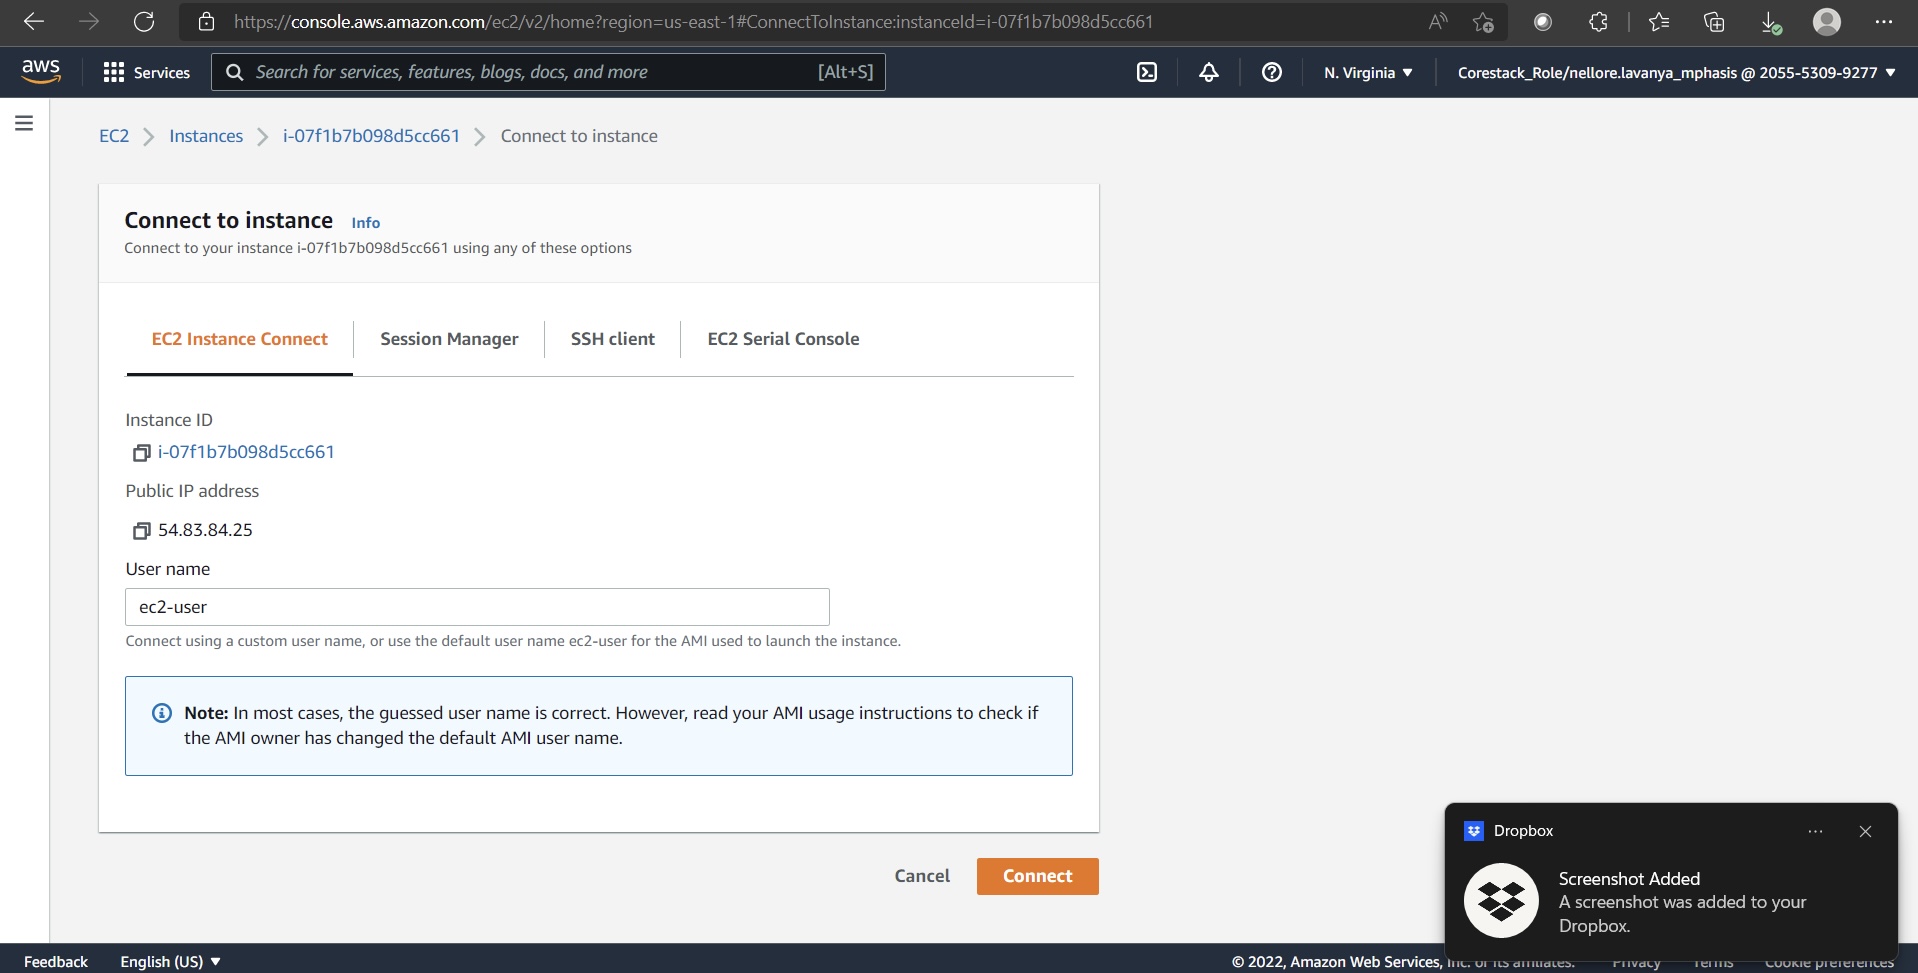 https://console.aws.amazon.com/ec2/v2/home?region=us-east-1#ConnectToInstance:instanceId=i-07f1b7b098d5cc661
aws Services Search for services, features, blogs, docs, and more [Alt+S] N. Virginia Corestack_Role/nellore.lavanya_mphasis @ 2055-5309-9277
EC2 Instances i-07f1b7b098d5cc661 Connect to instance
Connect to instance Info
Connect to your instance i-07f1b7b098d5cc661 using any of these options
EC2 Instance Connect Session Manager SSH client EC2 Serial Console
Instance ID
i-07f1b7b098d5cc661
Public IP address
54.83.84.25
User name
ec2-user
Connect using a custom user name, or use the default user name ec2-user for the AMI used to launch the instance.
Note: In most cases, the guessed user name is correct. However, read your AMI usage instructions to check if
the AMI owner has changed the default AMI user name.
Cancel Connect
Dropbox
Screenshot Added
A screenshot was added to your
Dropbox.
Feedback English (US) © 2022, Amazon Web Services, Inc. or its affiliates. Privacy Terms Cookie preferences